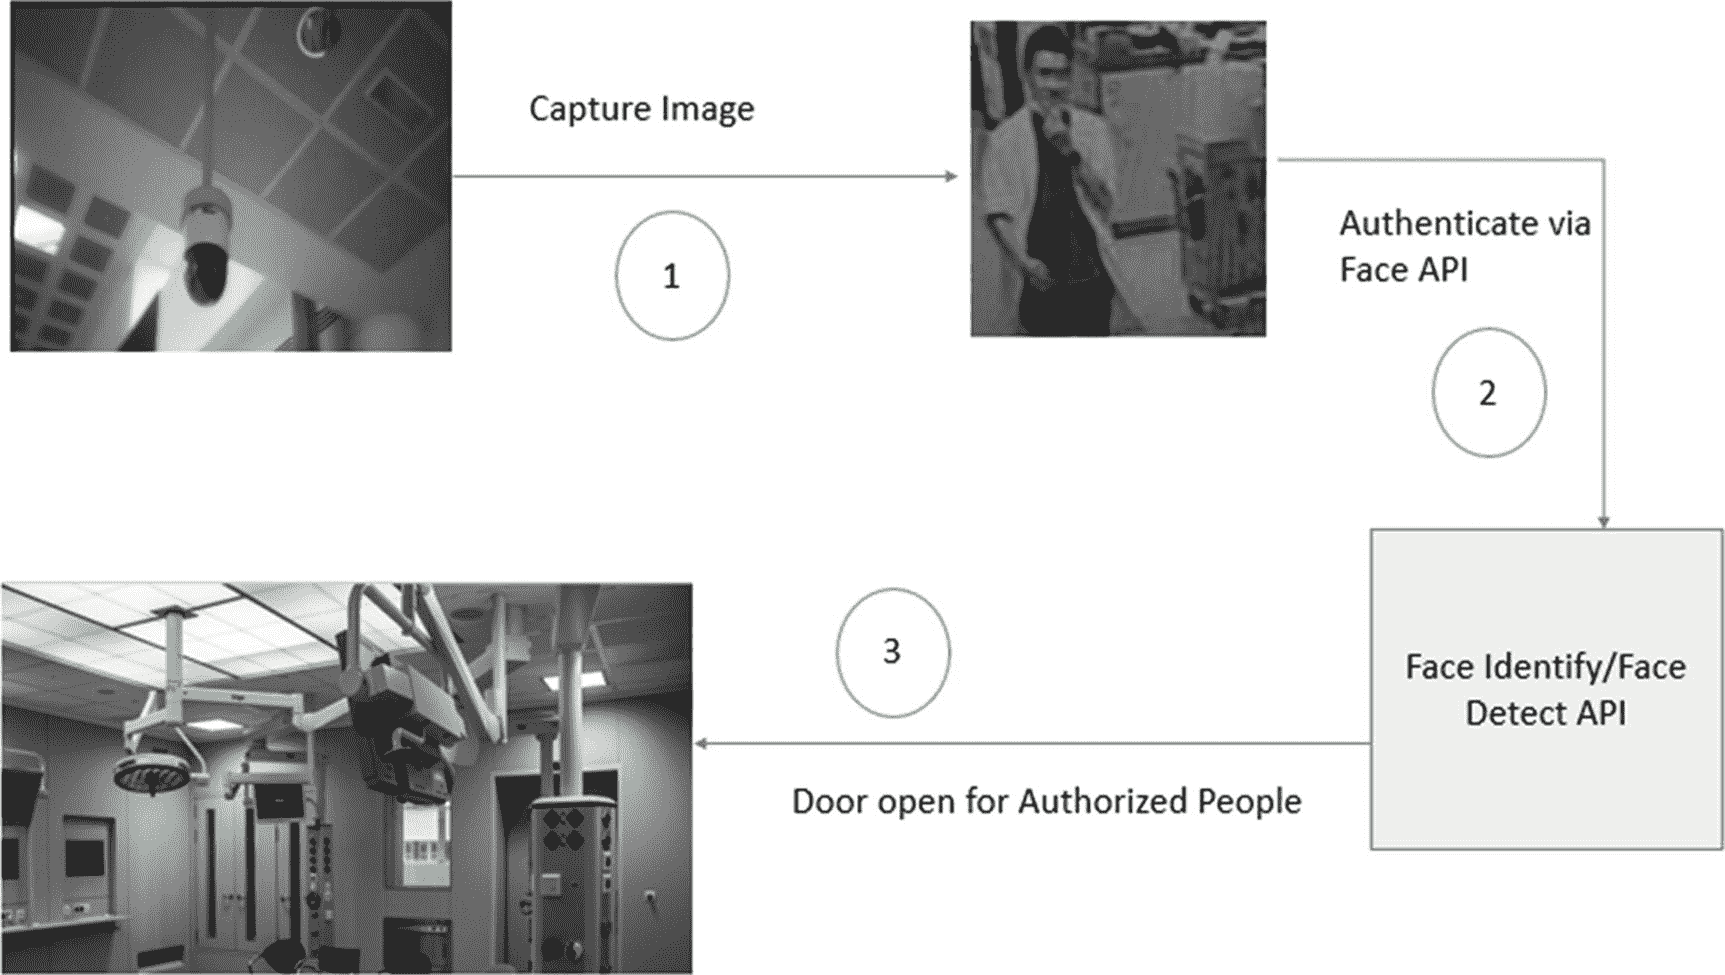 Capture Image
1
Authenticate via
Face API
2
Face Identify/Face
Detect API
3
Door open for Authorized People